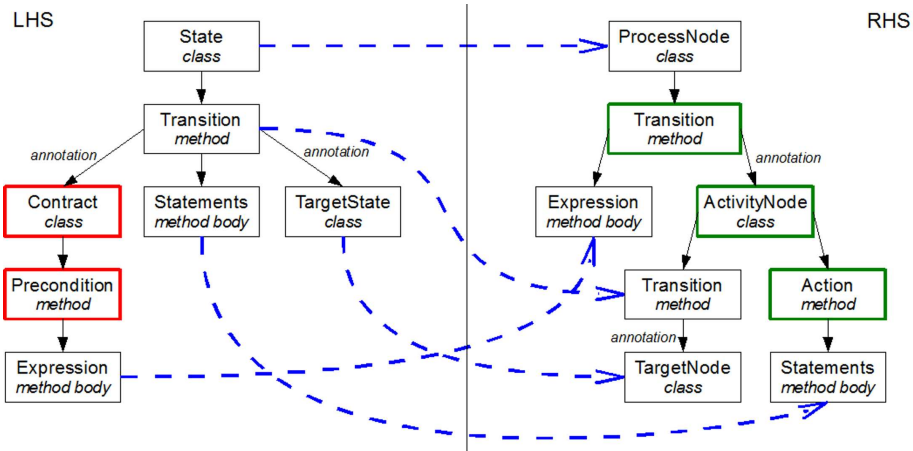 LHS
RHS
State
class
ProcessNode
class
Transition
method
Transition
method
annotation
annotation
annotation
Contract
class
Statements
method body
TargetState
class
Expression
method body
ActivityNode
class
Precondition
method
Transition
method
Action
method
annotation
Expression
method body
TargetNode
class
Statements
method body